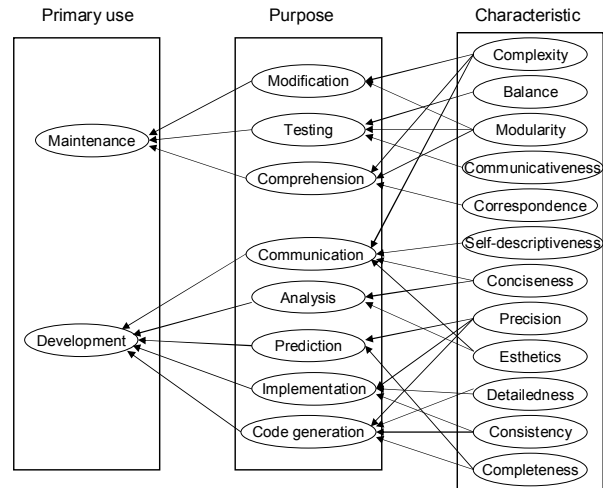 Primary use
Purpose
Characteristic
Maintenance
Development
Modification
Testing
Comprehension
Communication
Analysis
Prediction
Implementation
Code generation
Complexity
Balance
Modularity
Communicativeness
Correspondence
Self-descriptiveness
Conciseness
Precision
Esthetics
Detailedness
Consistency
Completeness